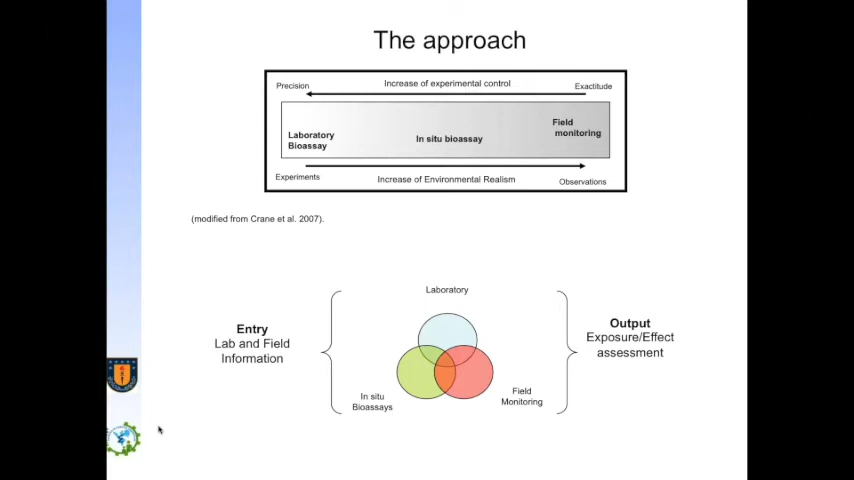 The approach
Precision
Increase of experimental control
Exactitude
Laboratory
Bioassay
In situ bioassay
Field
monitoring
Experiments
Increase of Environmental Realism
Observations
(modified from Crane et al. 2007).
Laboratory
Entry
Lab and Field
Information
Output
Exposure/Effect
assessment
In situ
Bioassays
Field
Monitoring